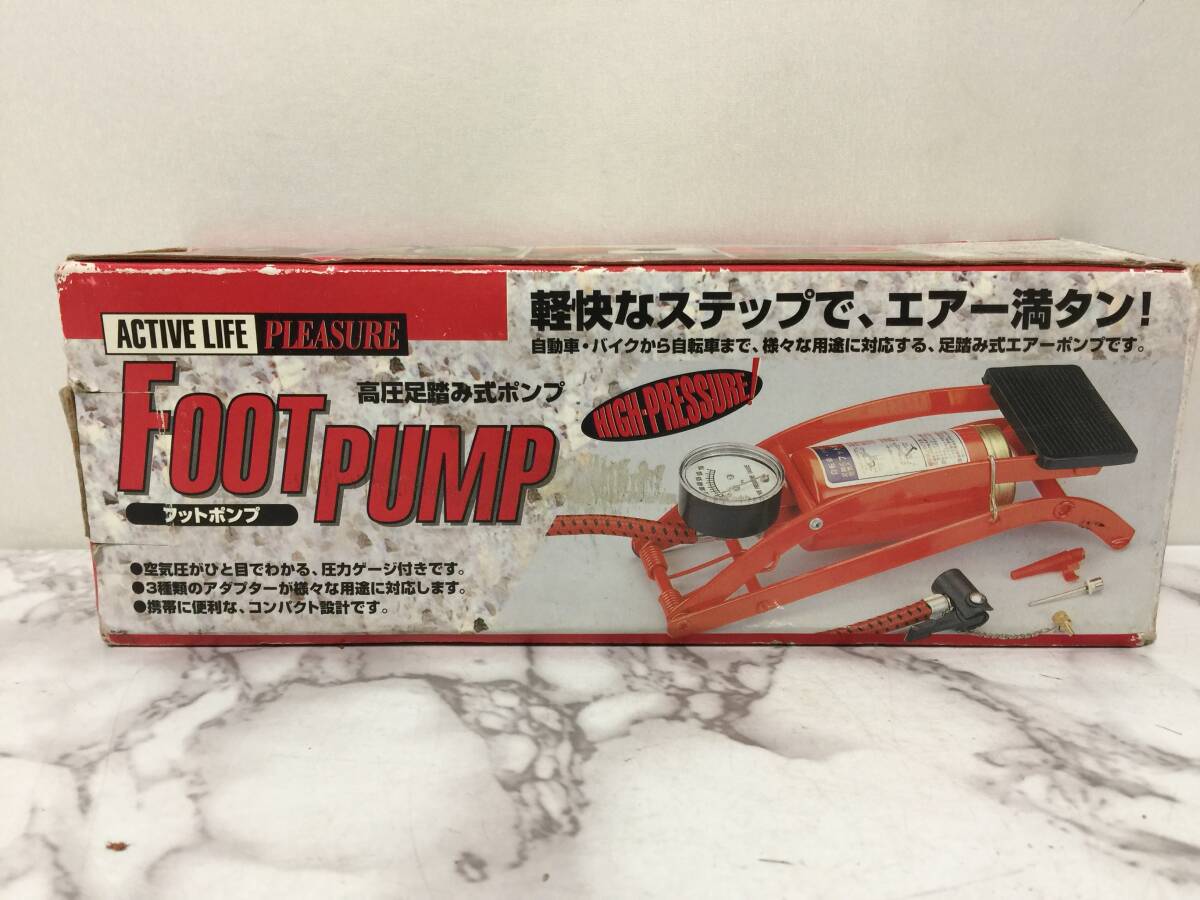 ACTIVE LIFE PLEASURE
高圧足踏み式ポンプ
FOOT PUMP
フットポンプ
●空気圧がひと目でわかる、圧力ゲージ付きです。
●3種類のアダプターが様々な用途に対応します。
●携帯に便利な、コンパクト設計です。
軽快なステップで、エアー満タン!
自動車・バイクから自転車まで、様々な用途に対応する、足踏み式エアーポンプです。
HIGH-PRESSURE!